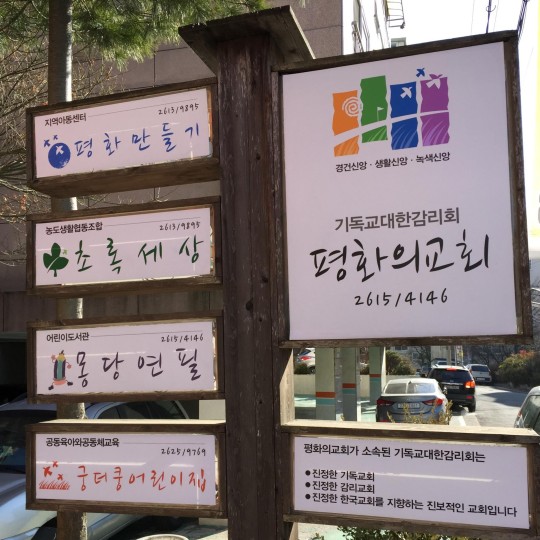 지역아동센터
2613/9895
평화만들기
농도생활협동조합
2613/9895
초록세상
어린이도서관
2615/4146
몽당연필
공동육아와공동체교육
2625/9769
궁더쿵어린이집
경건신앙 · 생활신앙 · 녹색신앙
기독교대한감리회
평화의교회
2615/4146
평화의교회가 소속된 기독교대한감리회는
●진정한 기독교회
●진정한 감리교회
●진정한 한국교회를 지향하는 진보적인 교회입니다